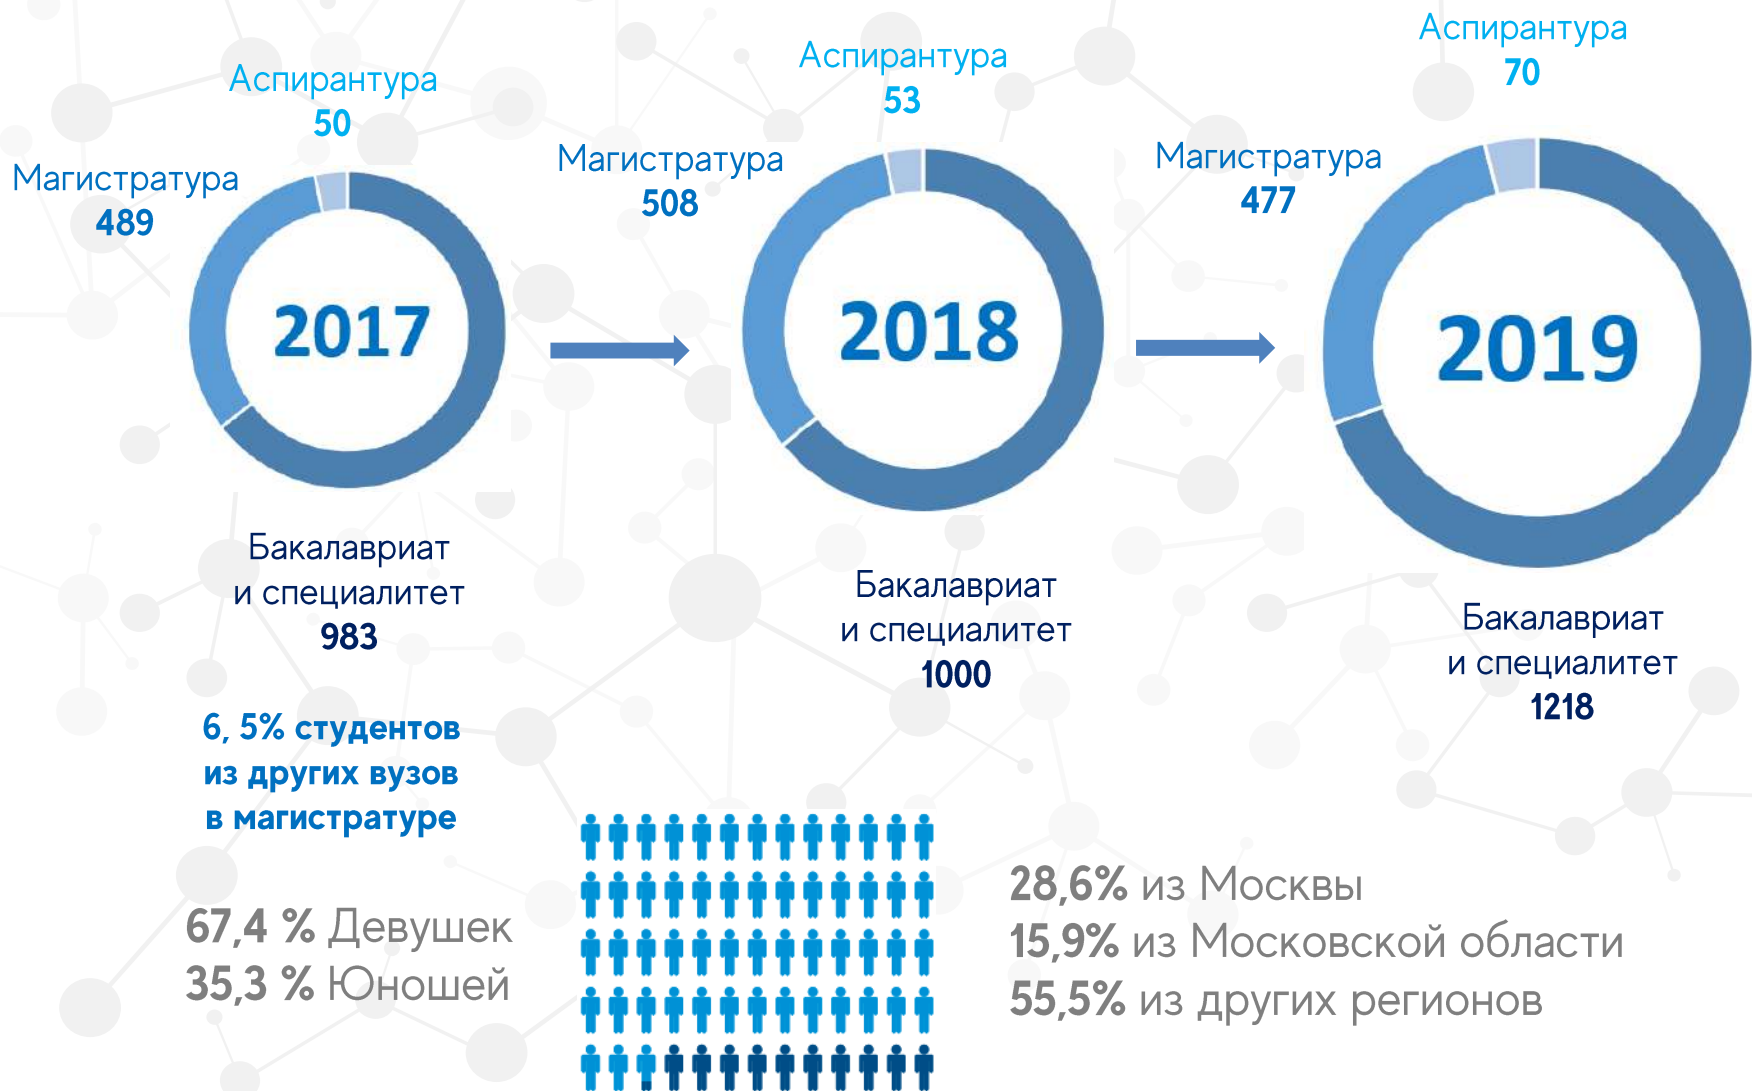 Аспирантура
50
Магистратура
489
2017
Бакалавриат
и специалитет
983
Аспирантура
53
Магистратура
508
2018
Бакалавриат
и специалитет
1000
Аспирантура
70
Магистратура
477
2019
Бакалавриат
и специалитет
1218
6, 5% студентов
из других вузов
в магистратуре
67,4 % Девушек
35,3 % Юношей
28,6% из Москвы
15,9% из Московской области
55,5% из других регионов